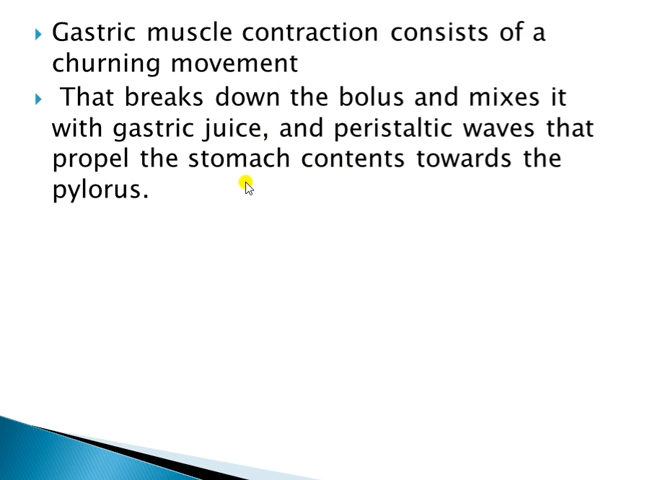 Gastric muscle contraction consists of a
churning movement
That breaks down the bolus and mixes it
with gastric juice, and peristaltic waves that
propel the stomach contents towards the
pylorus.